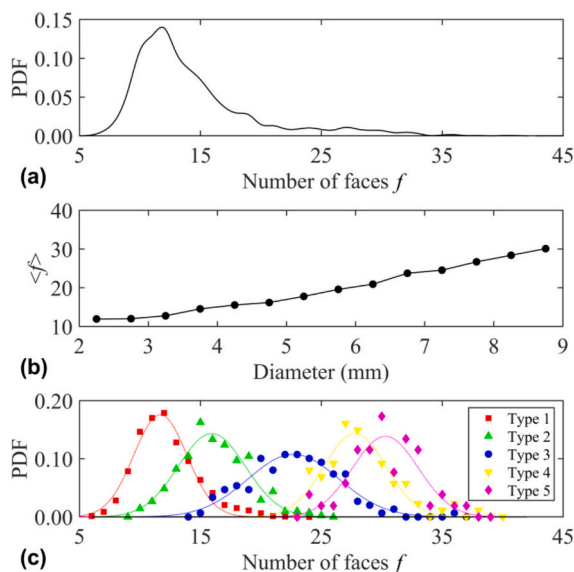 0.15
0.10
0.05
0.00
PDF
5 15 25 35 45
Number of faces f
(a)
40
30
20
10
<f>
2 3 4 5 6 7 8 9
Diameter (mm)
(b)
0.20
0.10
0.00
PDF
Type 1
Type 2
Type 3
Type 4
Type 5
5 15 25 35 45
Number of faces f
(c)